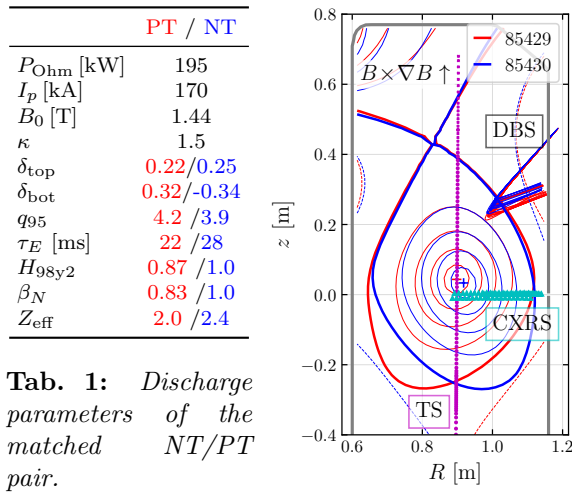 PT / NT
P_Ohm [kW] 195
I_p [kA] 170
B_0 [T] 1.44
κ 1.5
δ_top 0.22/0.25
δ_bot 0.32/-0.34
q_95 4.2 /3.9
τ_E [ms] 22 /28
H_98y2 0.87 /1.0
β_N 0.83 /1.0
Z_eff 2.0 /2.4
Tab. 1: Discharge
parameters of the
matched NT/PT
pair.
0.8
0.6
0.4
0.2
0.0
−0.2
−0.4
z [m]
85429
85430
B×∇B ↑
DBS
CXRS
TS
0.6 0.8 1.0 1.2
R [m]